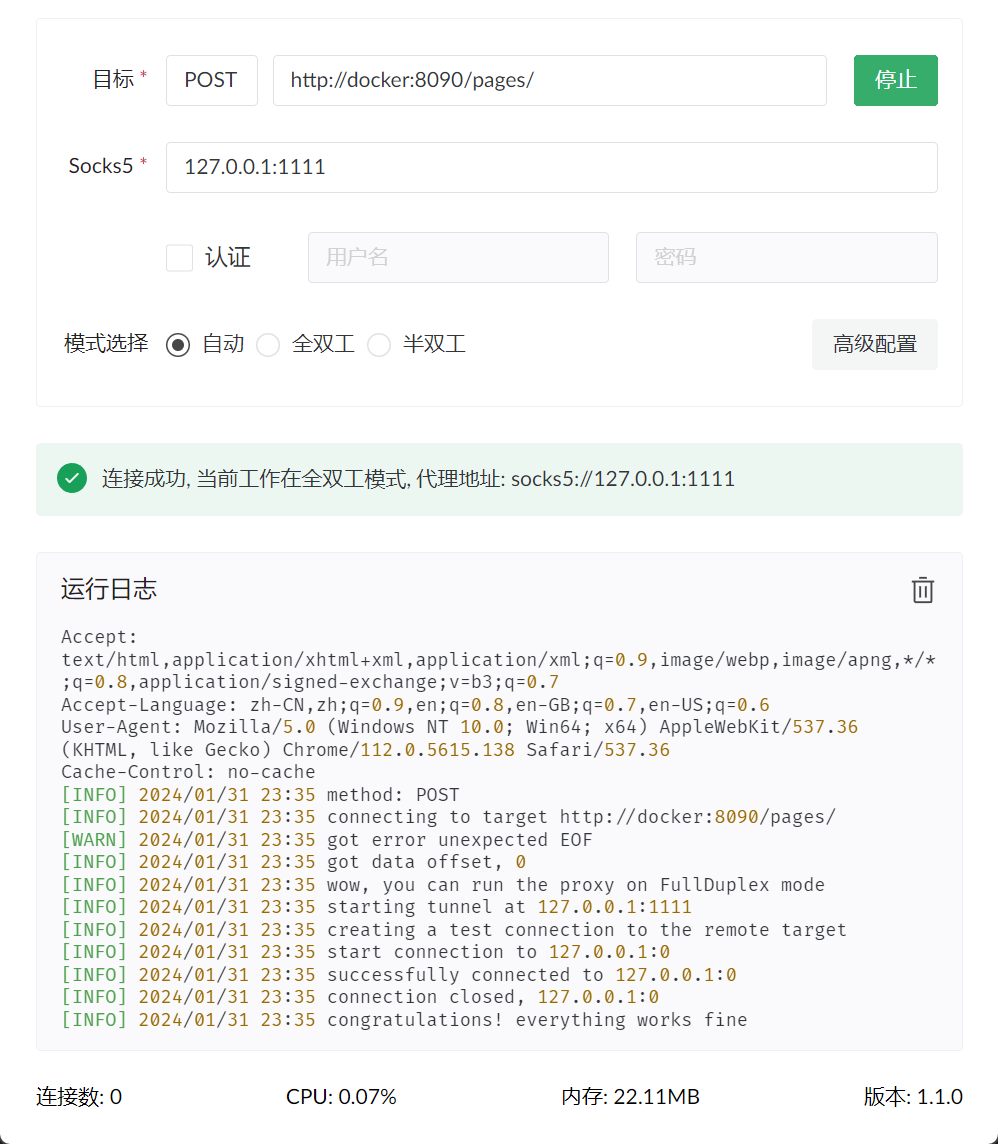 目标 * POST http://docker:8090/pages/ 停止
Socks5 * 127.0.0.1:1111
认证 用户名 密码
模式选择 自动 全双工 半双工 高级配置
连接成功, 当前工作在全双工模式, 代理地址: socks5://127.0.0.1:1111
运行日志
Accept:
text/html,application/xhtml+xml,application/xml;q=0.9,image/webp,image/apng,*/*
;q=0.8,application/signed-exchange;v=b3;q=0.7
Accept-Language: zh-CN,zh;q=0.9,en;q=0.8,en-GB;q=0.7,en-US;q=0.6
User-Agent: Mozilla/5.0 (Windows NT 10.0; Win64; x64) AppleWebKit/537.36
(KHTML, like Gecko) Chrome/112.0.5615.138 Safari/537.36
Cache-Control: no-cache
[INFO] 2024/01/31 23:35 method: POST
[INFO] 2024/01/31 23:35 connecting to target http://docker:8090/pages/
[WARN] 2024/01/31 23:35 got error unexpected EOF
[INFO] 2024/01/31 23:35 got data offset, 0
[INFO] 2024/01/31 23:35 wow, you can run the proxy on FullDuplex mode
[INFO] 2024/01/31 23:35 starting tunnel at 127.0.0.1:1111
[INFO] 2024/01/31 23:35 creating a test connection to the remote target
[INFO] 2024/01/31 23:35 start connection to 127.0.0.1:0
[INFO] 2024/01/31 23:35 successfully connected to 127.0.0.1:0
[INFO] 2024/01/31 23:35 connection closed, 127.0.0.1:0
[INFO] 2024/01/31 23:35 congratulations! everything works fine
连接数: 0 CPU: 0.07% 内存: 22.11MB 版本: 1.1.0